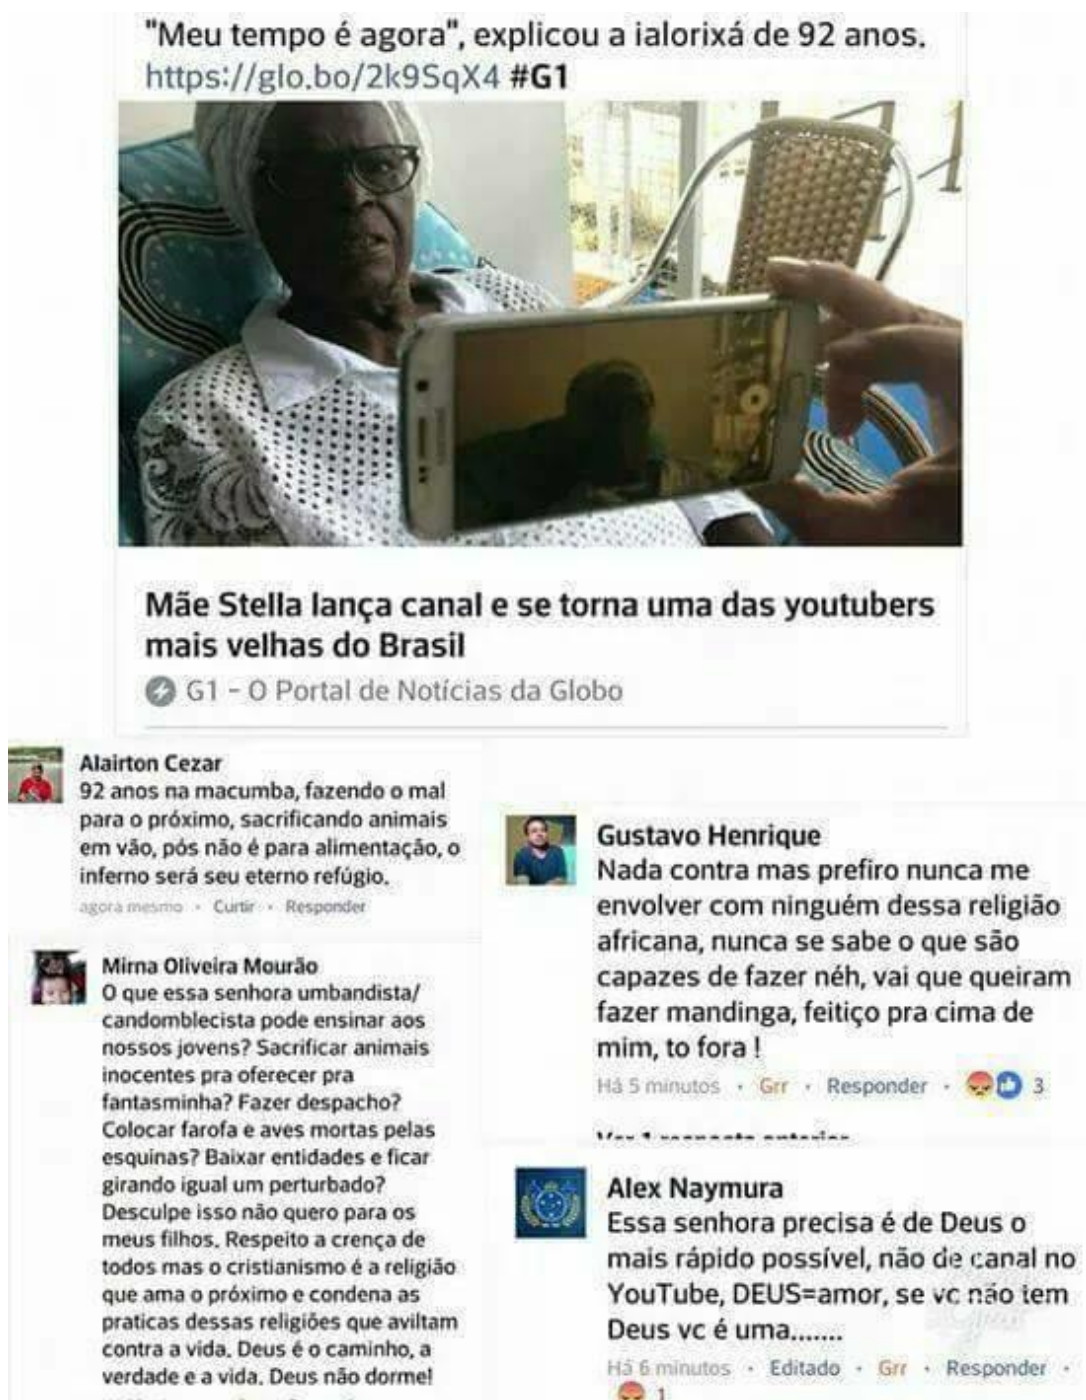 "Meu tempo é agora", explicou a ialorixá de 92 anos.
https://glo.bo/2k9SqX4 #G1
Mãe Stella lança canal e se torna uma das youtubers
mais velhas do Brasil
G1 - O Portal de Notícias da Globo
Alairton Cezar
92 anos na macumba, fazendo o mal
para o próximo, sacrificando animais
em vão, pós não é para alimentação, o
inferno será seu eterno refúgio.
agora mesmo · Curtir · Responder
Mirna Oliveira Mourão
O que essa senhora umbandista/
candomblecista pode ensinar aos
nossos jovens? Sacrificar animais
inocentes pra oferecer pra
fantasminha? Fazer despacho?
Colocar farofa e aves mortas pelas
esquinas? Baixar entidades e ficar
girando igual um perturbado?
Desculpe isso não quero para os
meus filhos. Respeito a crença de
todos mas o cristianismo é a religião
que ama o próximo e condena as
praticas dessas religiões que aviltam
contra a vida. Deus é o caminho, a
verdade e a vida. Deus não dorme!
Gustavo Henrique
Nada contra mas prefiro nunca me
envolver com ninguém dessa religião
africana, nunca se sabe o que são
capazes de fazer néh, vai que queiram
fazer mandinga, feitiço pra cima de
mim, to fora !
Há 5 minutos · Grr · Responder · 3
Ver 1 resposta anterior
Alex Naymura
Essa senhora precisa é de Deus o
mais rápido possível, não de canal no
YouTube, DEUS=amor, se vc não tem
Deus vc é uma.......
Há 6 minutos · Editado · Grr · Responder ·
1